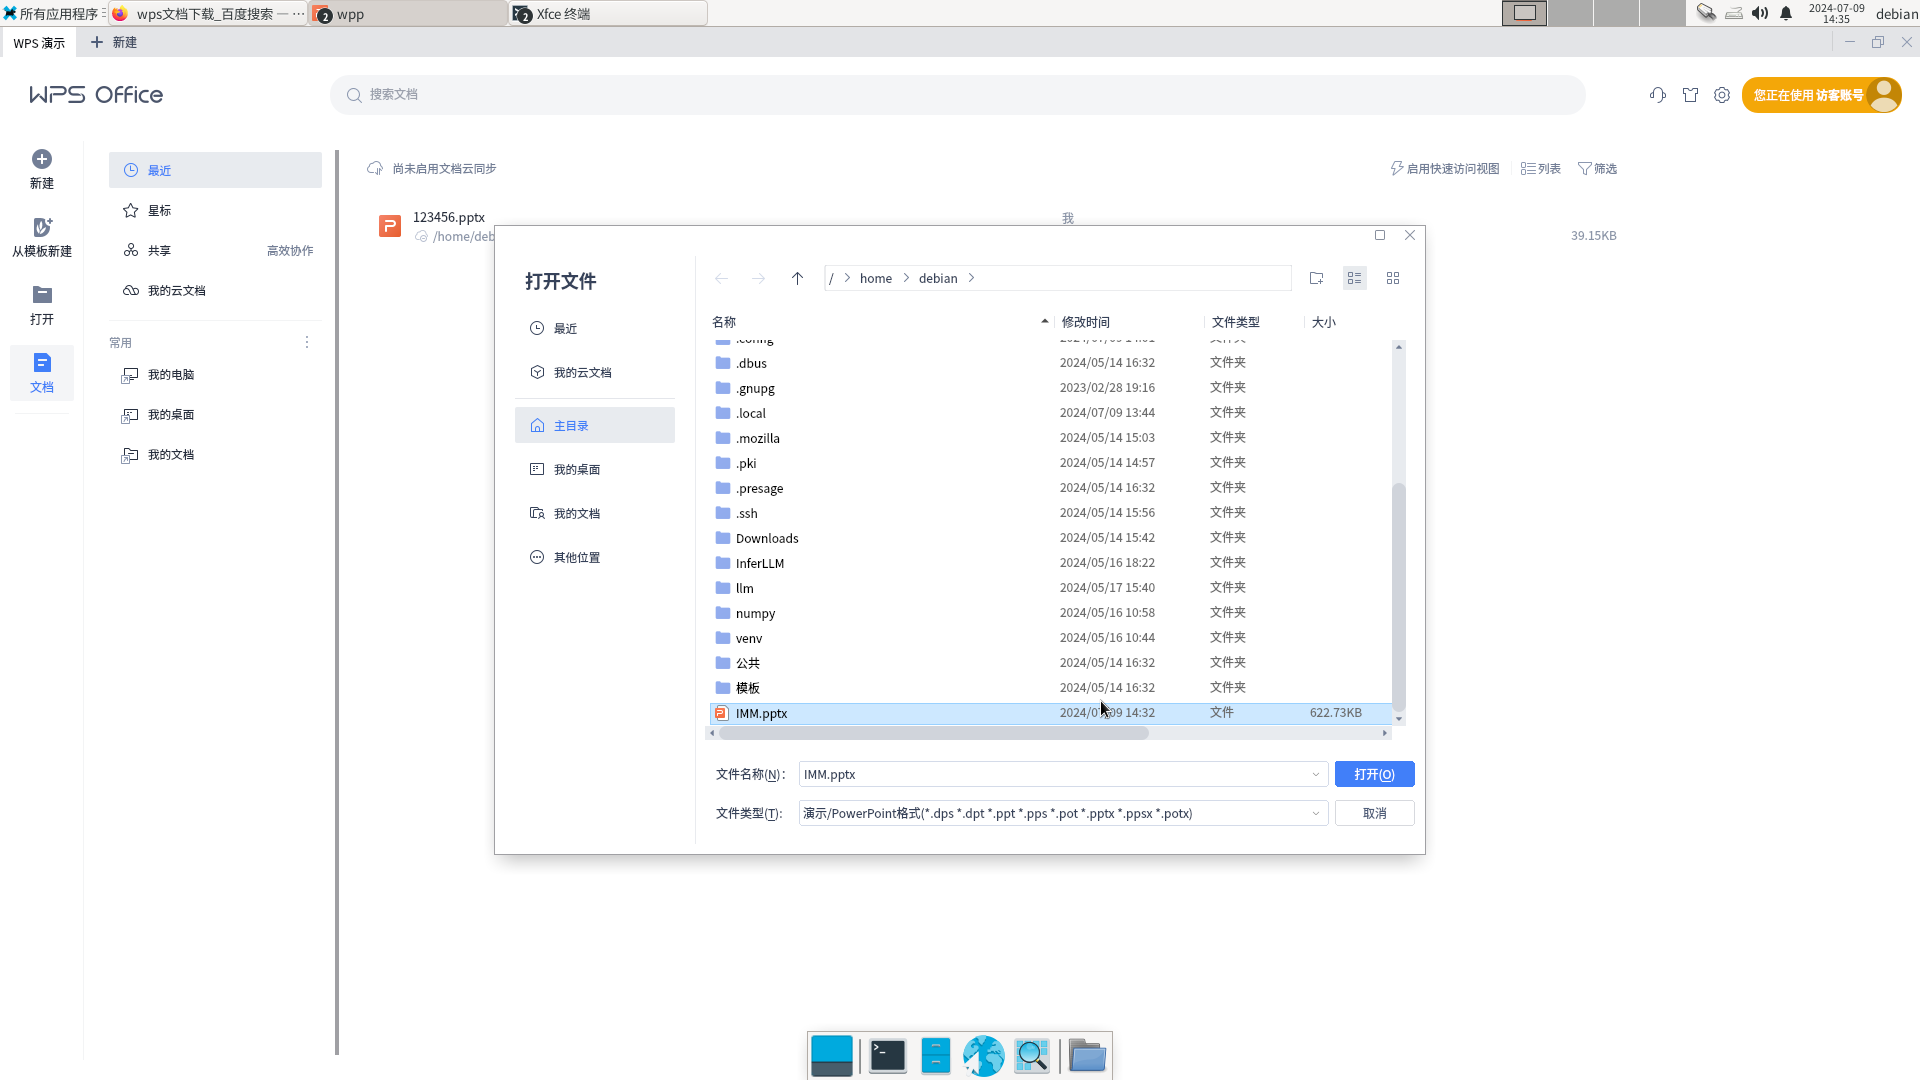 所有应用程序
wps文档下载_百度搜索 — ···
2 wpp
2 Xfce 终端
2024-07-09
14:35
debian
WPS 演示
新建
WPS Office
搜索文档
您正在使用 访客账号
新建
从模板新建
打开
文档
最近
星标
共享 高效协作
我的云文档
常用
我的电脑
我的桌面
我的文档
尚未启用文档云同步
启用快速访问视图 列表 筛选
123456.pptx 我
/home/deb 39.15KB
打开文件
最近
我的云文档
主目录
我的桌面
我的文档
其他位置
/ home debian
名称 修改时间 文件类型 大小
.dbus 2024/05/14 16:32 文件夹
.gnupg 2023/02/28 19:16 文件夹
.local 2024/07/09 13:44 文件夹
.mozilla 2024/05/14 15:03 文件夹
.pki 2024/05/14 14:57 文件夹
.presage 2024/05/14 16:32 文件夹
.ssh 2024/05/14 15:56 文件夹
Downloads 2024/05/14 15:42 文件夹
InferLLM 2024/05/16 18:22 文件夹
llm 2024/05/17 15:40 文件夹
numpy 2024/05/16 10:58 文件夹
venv 2024/05/16 10:44 文件夹
公共 2024/05/14 16:32 文件夹
模板 2024/05/14 16:32 文件夹
IMM.pptx 2024/07/09 14:32 文件 622.73KB
文件名称(N): IMM.pptx 打开(O)
文件类型(T): 演示/PowerPoint格式(*.dps *.dpt *.ppt *.pps *.pot *.pptx *.ppsx *.potx) 取消